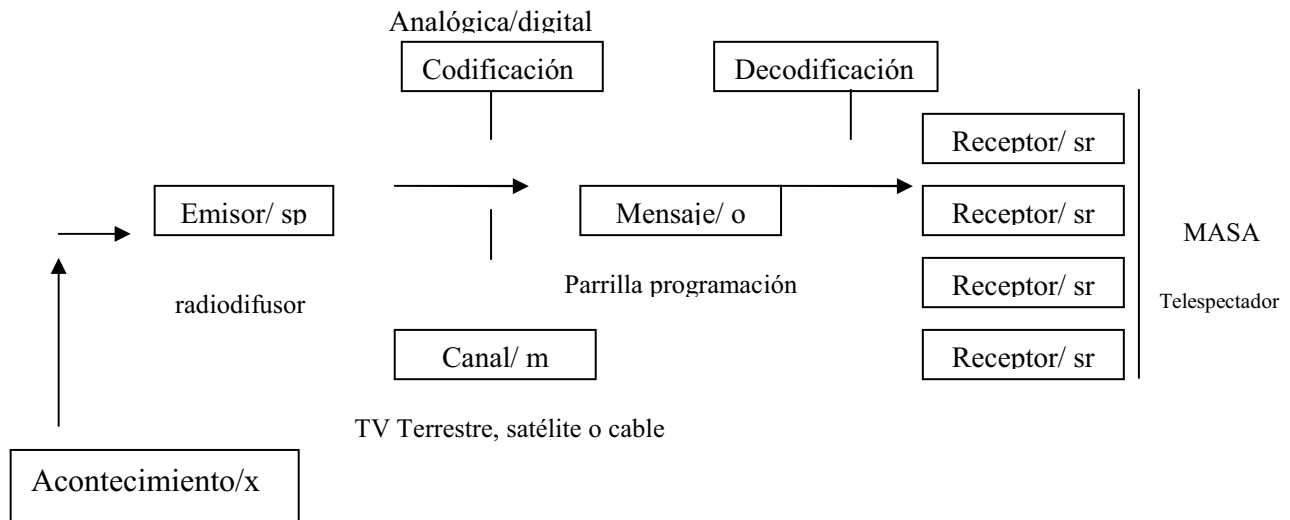 Analógica/digital
Codificación
Decodificación
Receptor/ sr
Emisor/ sp
Mensaje/ o
Receptor/ sr
MASA
Parrilla programación
Receptor/ sr
radiodifusor
Telespectador
Canal/ m
Receptor/ sr
TV Terrestre, satélite o cable
Acontecimiento/x